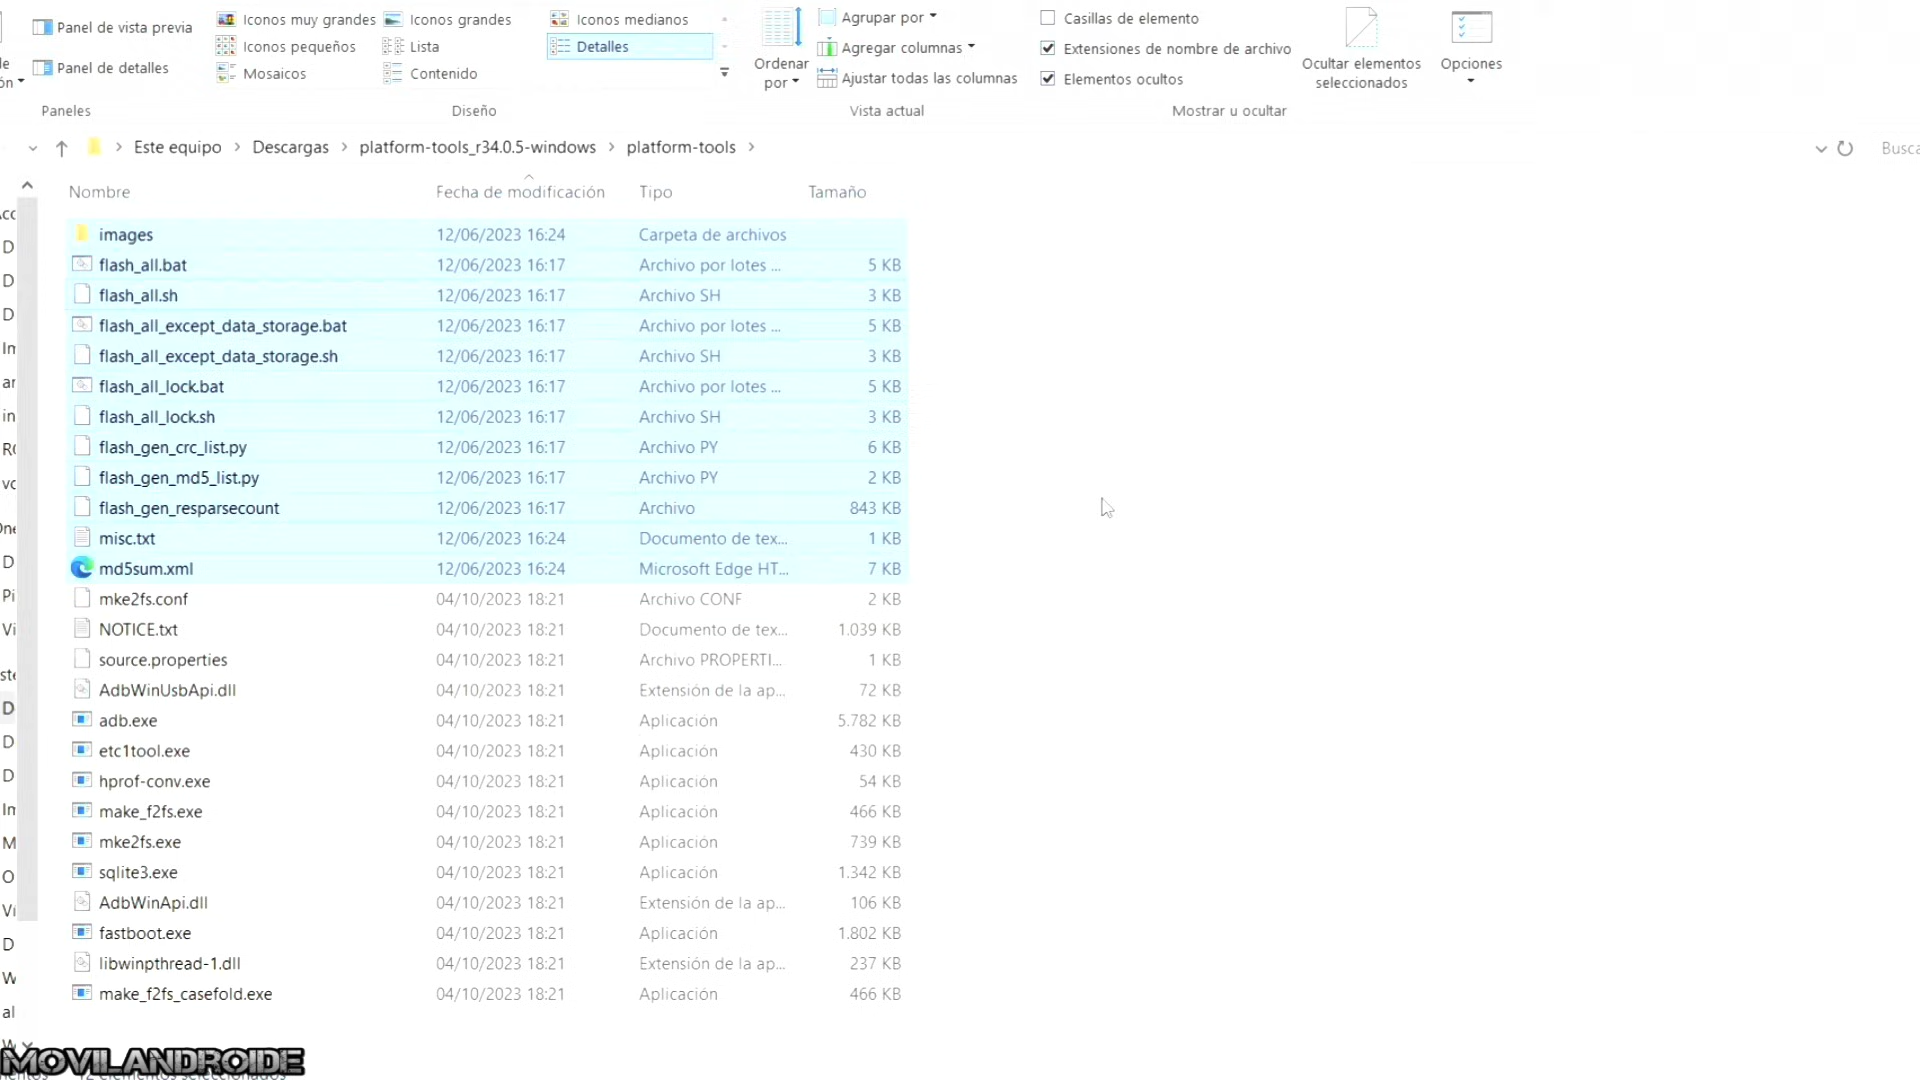 Panel de vista previa
Panel de detalles
Paneles
Iconos muy grandes
Iconos grandes
Iconos medianos
Iconos pequeños
Lista
Detalles
Mosaicos
Contenido
Diseño
Ordenar por
Agrupar por
Agregar columnas
Ajustar todas las columnas
Vista actual
Casillas de elemento
Extensiones de nombre de archivo
Elementos ocultos
Ocultar elementos seleccionados
Mostrar u ocultar
Opciones
Este equipo > Descargas > platform-tools_r34.0.5-windows > platform-tools >
Nombre Fecha de modificación Tipo Tamaño
images 12/06/2023 16:24 Carpeta de archivos
flash_all.bat 12/06/2023 16:17 Archivo por lotes ... 5 KB
flash_all.sh 12/06/2023 16:17 Archivo SH 3 KB
flash_all_except_data_storage.bat 12/06/2023 16:17 Archivo por lotes ... 5 KB
flash_all_except_data_storage.sh 12/06/2023 16:17 Archivo SH 3 KB
flash_all_lock.bat 12/06/2023 16:17 Archivo por lotes ... 5 KB
flash_all_lock.sh 12/06/2023 16:17 Archivo SH 3 KB
flash_gen_crc_list.py 12/06/2023 16:17 Archivo PY 6 KB
flash_gen_md5_list.py 12/06/2023 16:17 Archivo PY 2 KB
flash_gen_resparsecount 12/06/2023 16:17 Archivo 843 KB
misc.txt 12/06/2023 16:24 Documento de tex... 1 KB
md5sum.xml 12/06/2023 16:24 Microsoft Edge HT... 7 KB
mke2fs.conf 04/10/2023 18:21 Archivo CONF 2 KB
NOTICE.txt 04/10/2023 18:21 Documento de tex... 1.039 KB
source.properties 04/10/2023 18:21 Archivo PROPERTI... 1 KB
AdbWinUsbApi.dll 04/10/2023 18:21 Extensión de la ap... 72 KB
adb.exe 04/10/2023 18:21 Aplicación 5.782 KB
etc1tool.exe 04/10/2023 18:21 Aplicación 430 KB
hprof-conv.exe 04/10/2023 18:21 Aplicación 54 KB
make_f2fs.exe 04/10/2023 18:21 Aplicación 466 KB
mke2fs.exe 04/10/2023 18:21 Aplicación 739 KB
sqlite3.exe 04/10/2023 18:21 Aplicación 1.342 KB
AdbWinApi.dll 04/10/2023 18:21 Extensión de la ap... 106 KB
fastboot.exe 04/10/2023 18:21 Aplicación 1.802 KB
libwinpthread-1.dll 04/10/2023 18:21 Extensión de la ap... 237 KB
make_f2fs_casefold.exe 04/10/2023 18:21 Aplicación 466 KB
MOVILANDROIDE